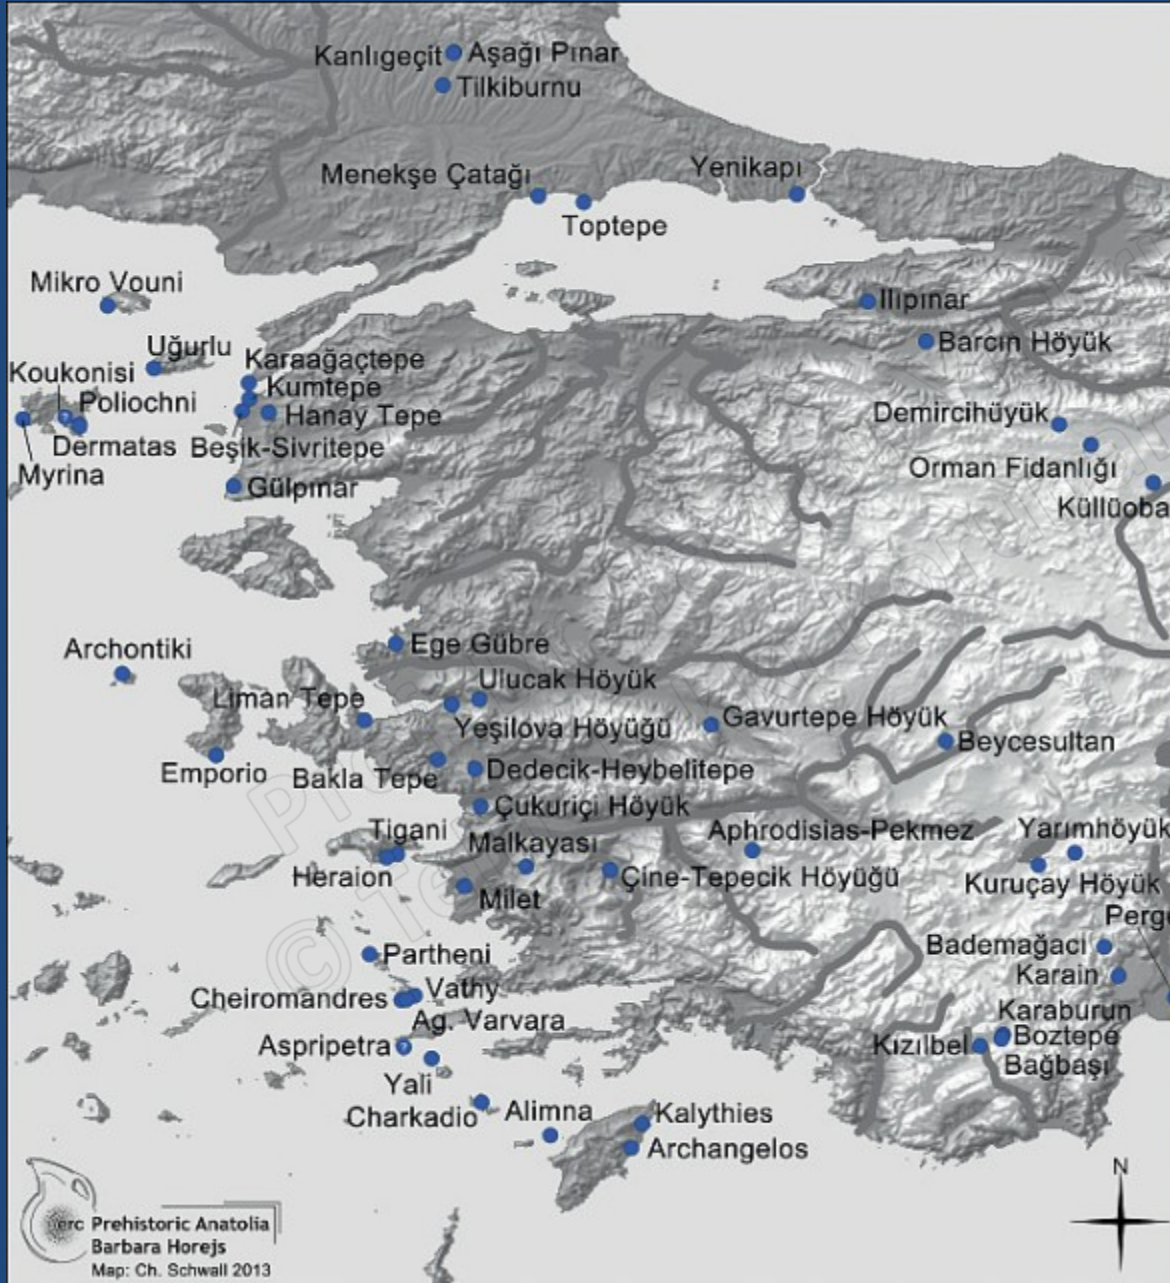 Kanlıgeçit
Aşağı Pınar
Tilkiburnu
Menekşe Çatağı
Yenikapı
Toptepe
Mikro Vouni
Ilıpınar
Uğurlu
Barcın Höyük
Karaağaçtepe
Koukonisi
Kumtepe
Poliochni
Hanay Tepe
Demircihüyük
Dermatas
Beşik-Sivritepe
Myrina
Orman Fidanlığı
Gülpınar
Küllüoba
Ege Gübre
Archontiki
Ulucak Höyük
Liman Tepe
Gavurtepe Höyük
Yeşilova Höyüğü
Beycesultan
Emporio
Bakla Tepe
Dedecik-Heybelitepe
Çukuriçi Höyük
Tigani
Malkayası
Aphrodisias-Pekmez
Yarımhöyük
Heraion
Çine-Tepecik Höyüğü
Kuruçay Höyük
Milet
Perge
Bademağacı
Partheni
Karain
Vathy
Cheiromandres
Karaburun
Ag. Varvara
Boztepe
Aspripetra
Kızılbel
Bağbaşı
Yali
Charkadio
Alimna
Kalythies
Archangelos
N
erc Prehistoric Anatolia
Barbara Horejs
Map: Ch. Schwall 2013